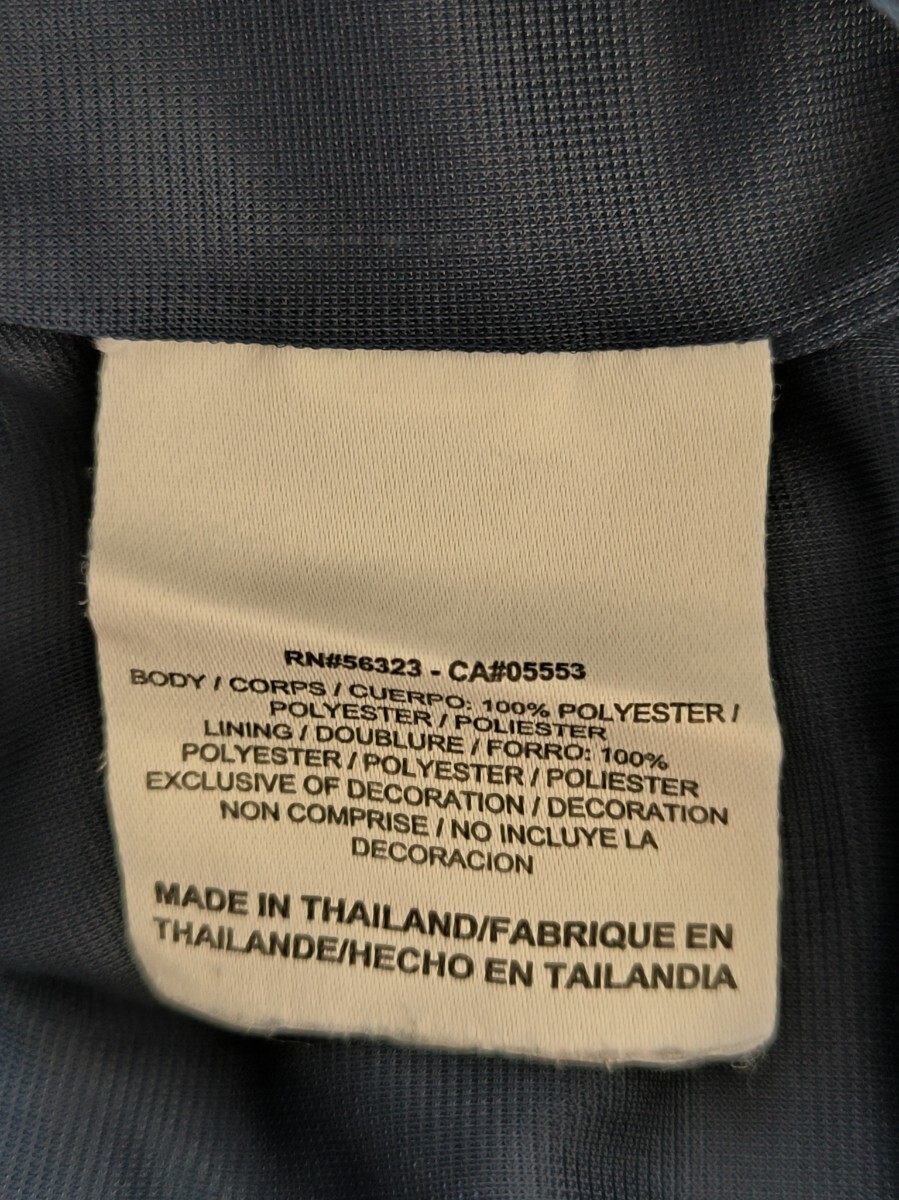 RN#56323 - CA#05553
BODY / CORPS / CUERPO: 100% POLYESTER /
POLYESTER / POLIESTER
LINING / DOUBLURE / FORRO: 100%
POLYESTER / POLYESTER / POLIESTER
EXCLUSIVE OF DECORATION / DECORATION
NON COMPRISE / NO INCLUYE LA
DECORACION
MADE IN THAILAND/FABRIQUE EN
THAILANDE/HECHO EN TAILANDIA